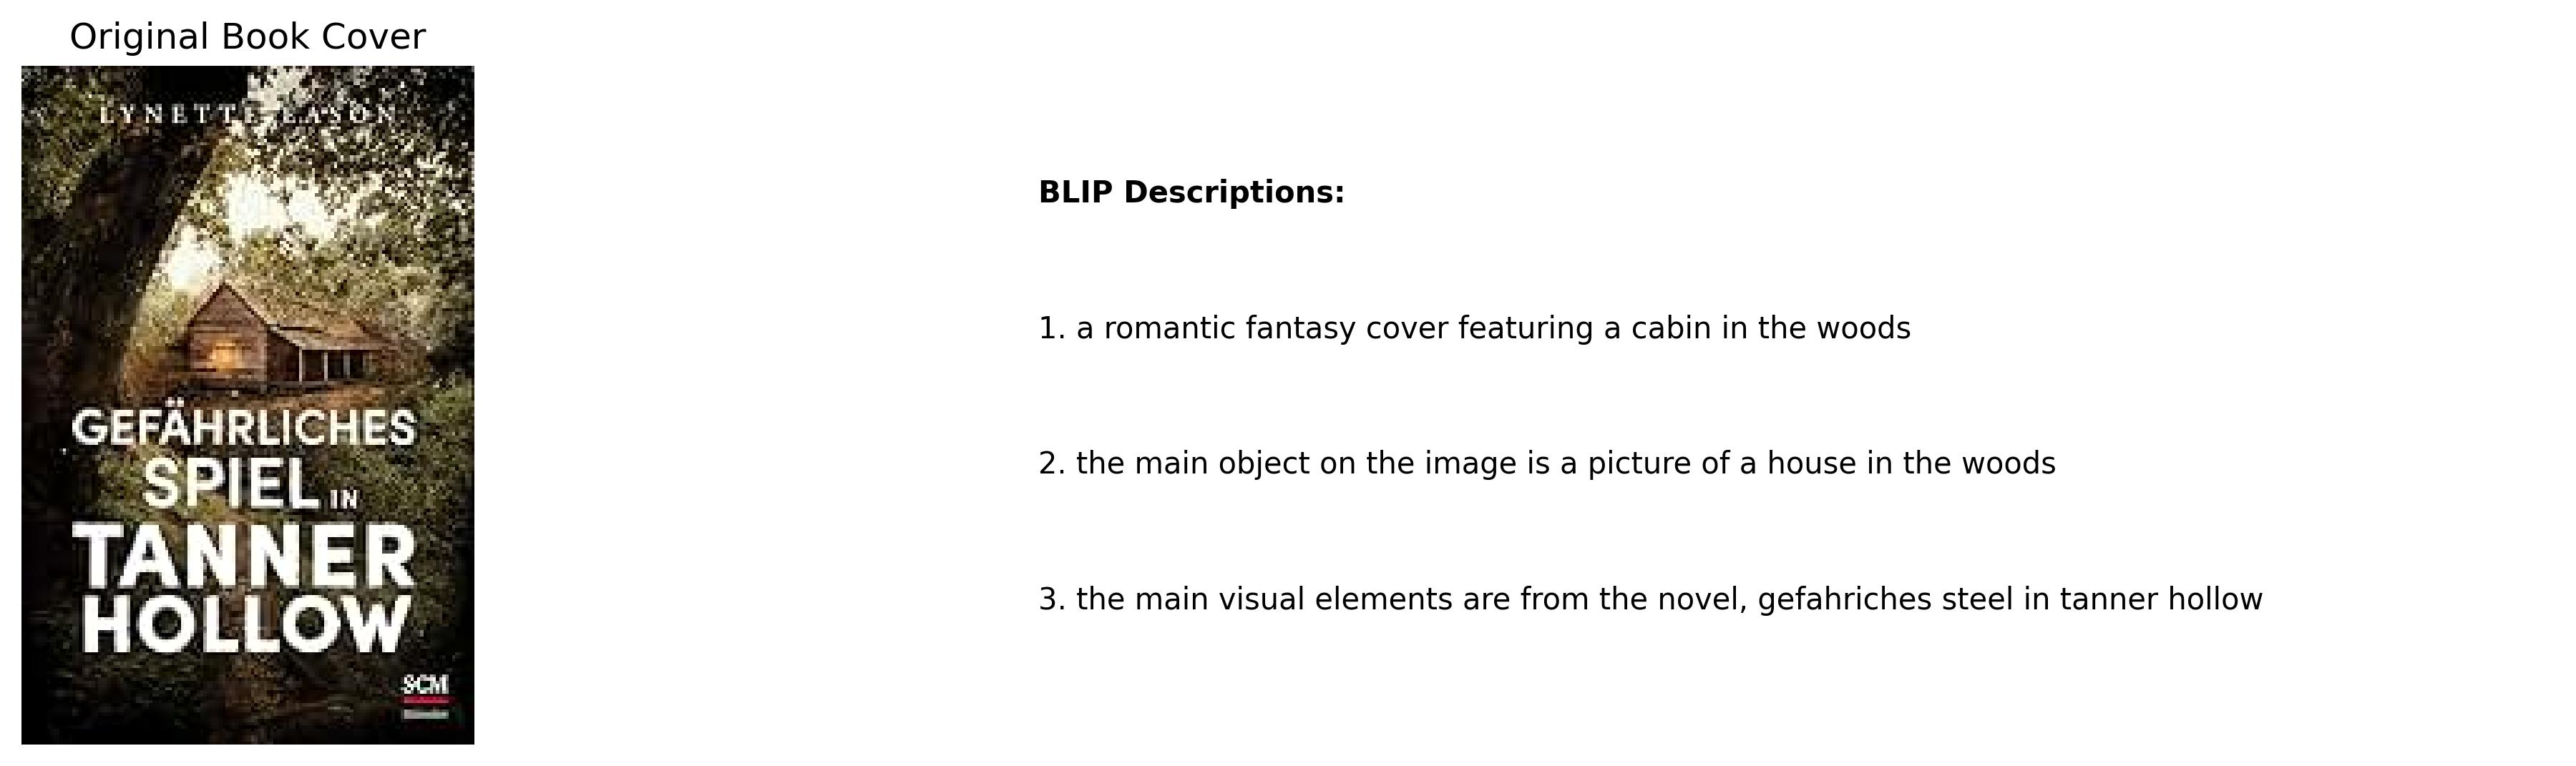 Original Book Cover
LYNETTE EASON
GEFÄHRLICHES
SPIEL IN
TANNER
HOLLOW
SCM
BLIP Descriptions:
1. a romantic fantasy cover featuring a cabin in the woods
2. the main object on the image is a picture of a house in the woods
3. the main visual elements are from the novel, gefahriches steel in tanner hollow